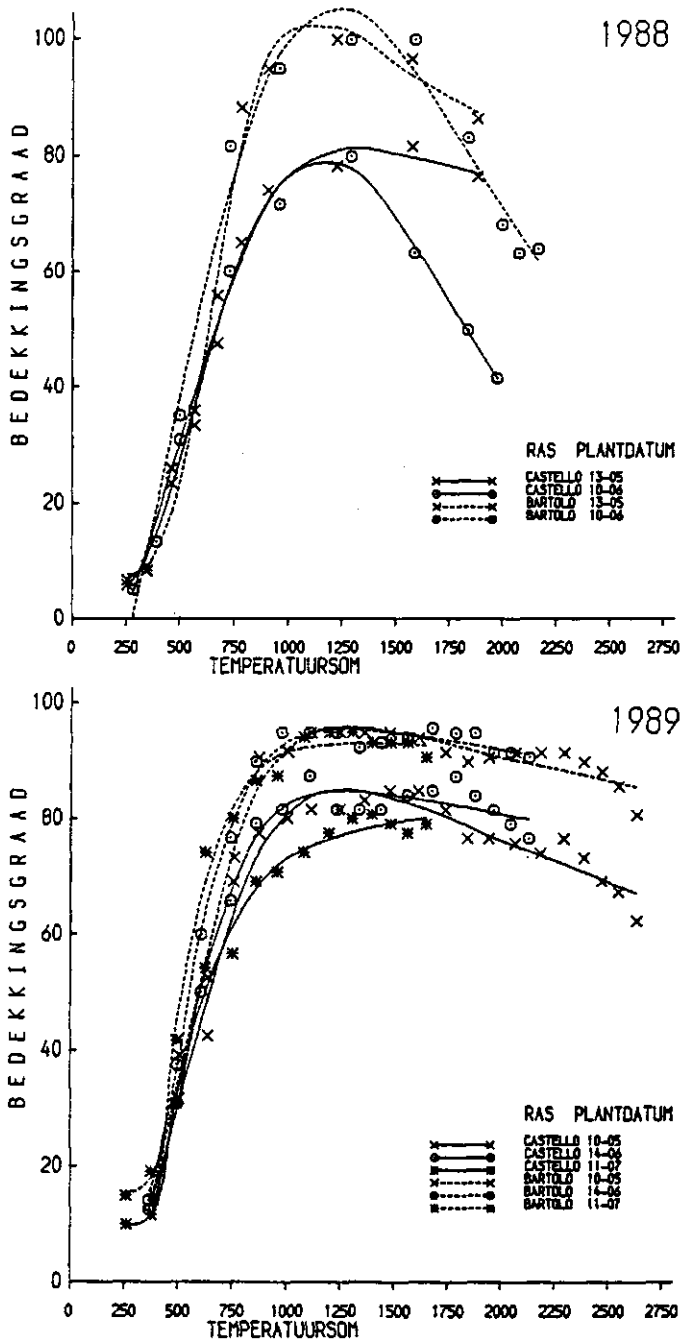 1988
100
80
60
40
20
0
BEDEKKINGSGRAAD
0 250 500 750 1000 1250 1500 1750 2000 2250 2500 2750
TEMPERATUURSOM
RAS PLANTDATUM
CASTELLO 13-05
CASTELLO 10-06
BARTOLO 13-05
BARTOLO 10-06
1989
100
80
60
40
20
0
BEDEKKINGSGRAAD
0 250 500 750 1000 1250 1500 1750 2000 2250 2500 2750
TEMPERATUURSOM
RAS PLANTDATUM
CASTELLO 10-05
CASTELLO 14-06
CASTELLO 11-07
BARTOLO 10-05
BARTOLO 14-06
BARTOLO 11-07